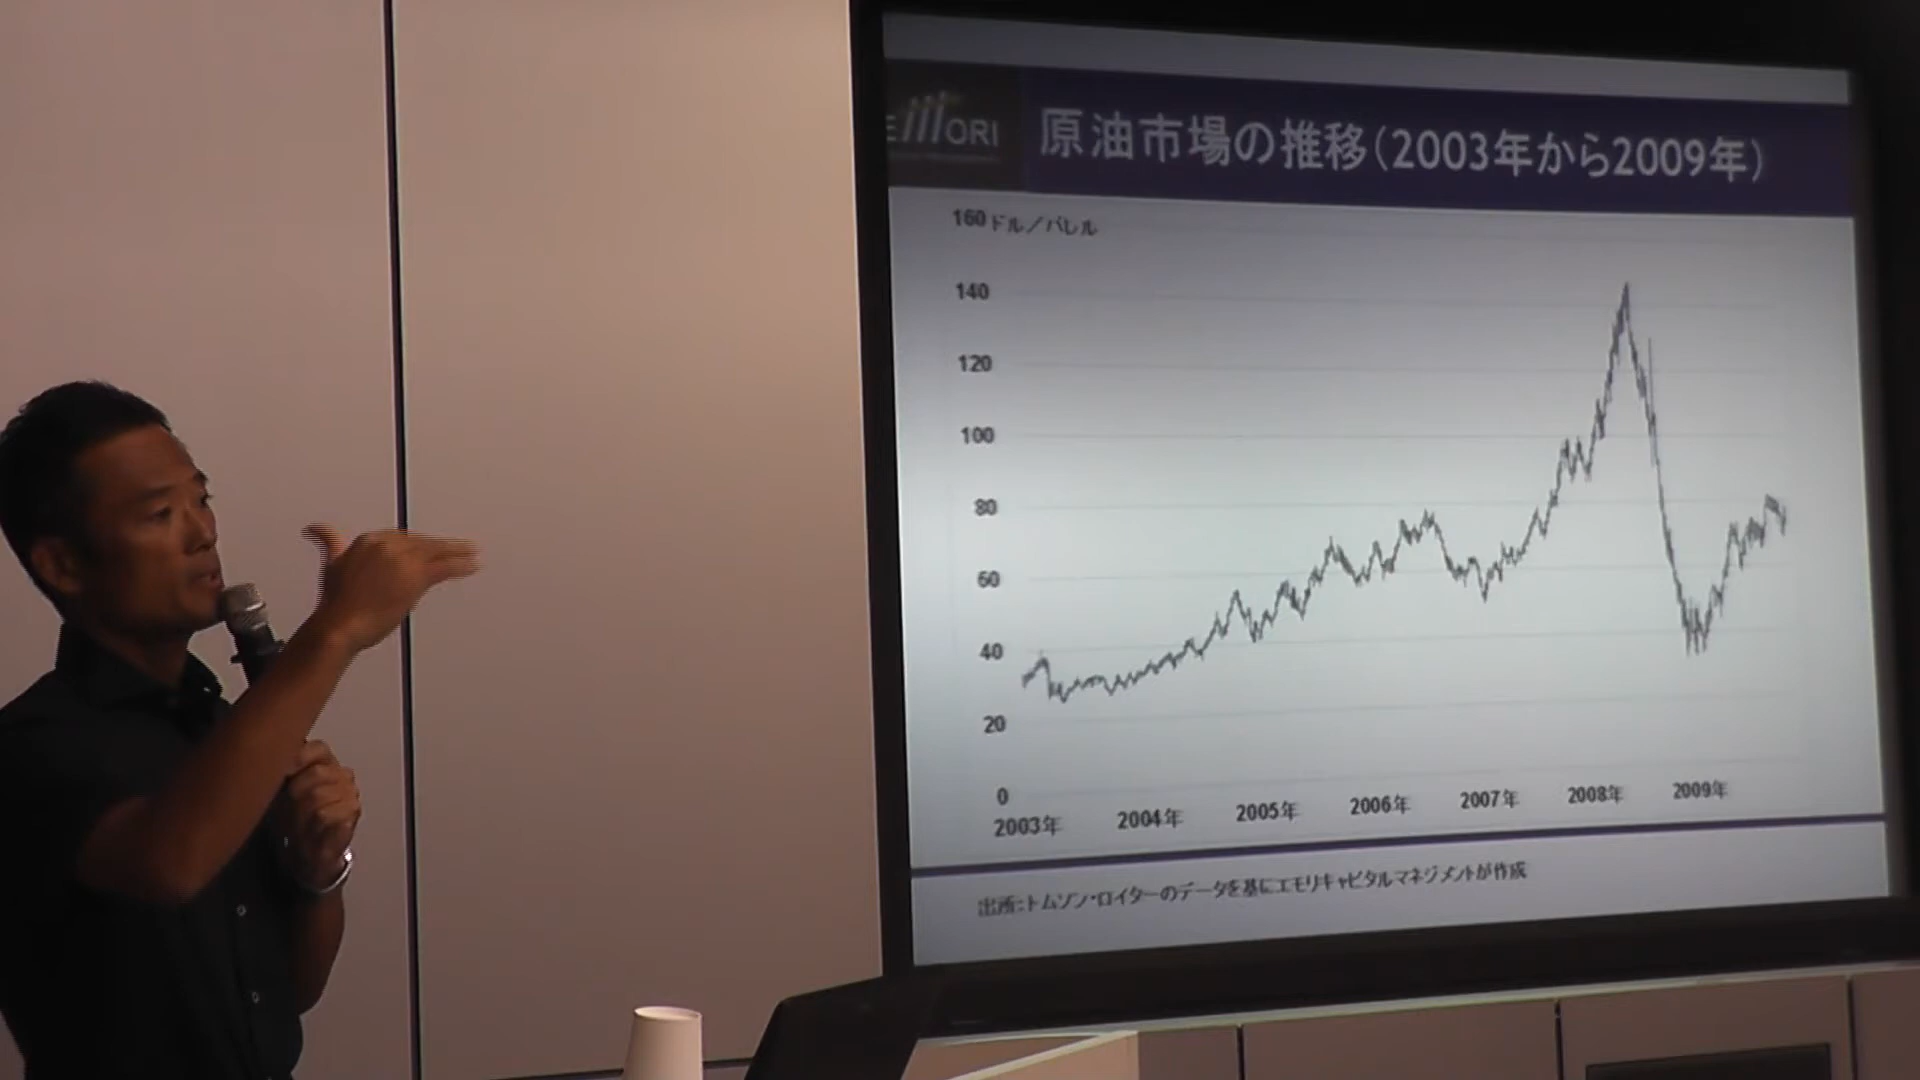 EmORI
原油市場の推移(2003年から2009年)
160ドル/バレル
140
120
100
80
60
40
20
0
2003年 2004年 2005年 2006年 2007年 2008年 2009年
出所:トムソン・ロイターのデータを基にエモリキャピタルマネジメントが作成